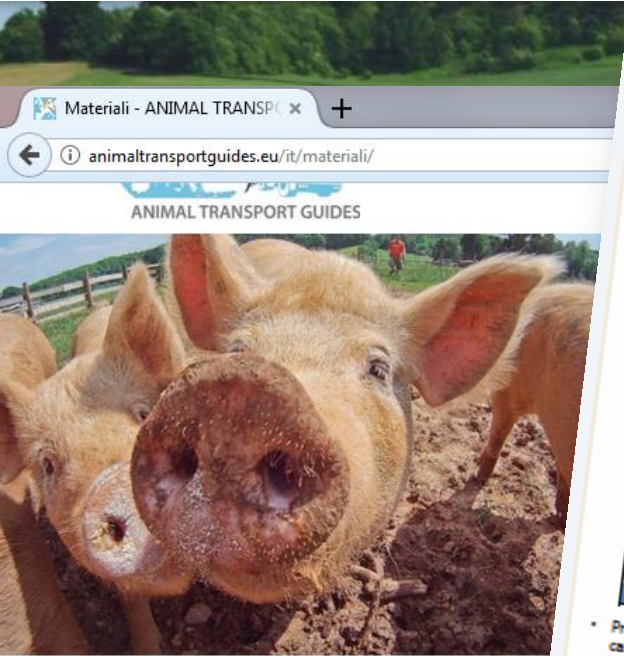 Materiali - ANIMAL TRANSP
animaltransportguides.eu/it/materiali/
ANIMAL TRANSPORT GUIDES